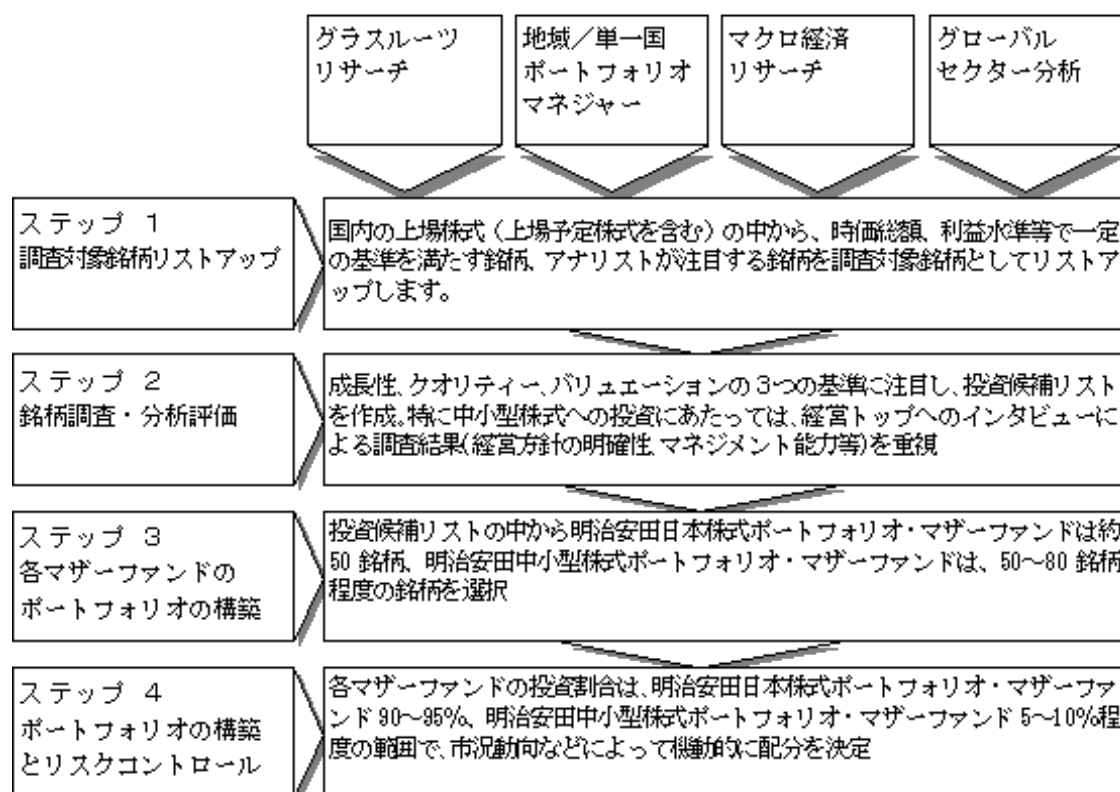 グラスルーツ
リサーチ
地域/単一国
ポートフォリオ
マネジャー
マクロ経済
リサーチ
グローバル
セクター分析
ステップ 1
調査対象銘柄リストアップ
国内の上場株式（上場予定株式を含む）の中から、時価総額、利益水準等で一定
の基準を満たす銘柄、アナリストが注目する銘柄を調査対象銘柄としてリストア
ップします。
ステップ 2
銘柄調査・分析評価
成長性、クオリティー、バリュエーションの3つの基準に注目し、投資候補リスト
を作成。特に中小型株式への投資にあたっては、経営トップへのインタビューに
よる調査結果(経営方針の明確性、マネジメント能力等)を重視
ステップ 3
各マザーファンドの
ポートフォリオの構築
投資候補リストの中から明治安田日本株式ポートフォリオ・マザーファンドは約
50 銘柄、明治安田中小型株式ポートフォリオ・マザーファンドは、50～80 銘柄
程度の銘柄を選択
ステップ 4
ポートフォリオの構築
とリスクコントロール
各マザーファンドの投資割合は、明治安田日本株式ポートフォリオ・マザーファ
ンド 90～95%、明治安田中小型株式ポートフォリオ・マザーファンド 5～10%程
度の範囲で、市況動向などによって機動的に配分を決定